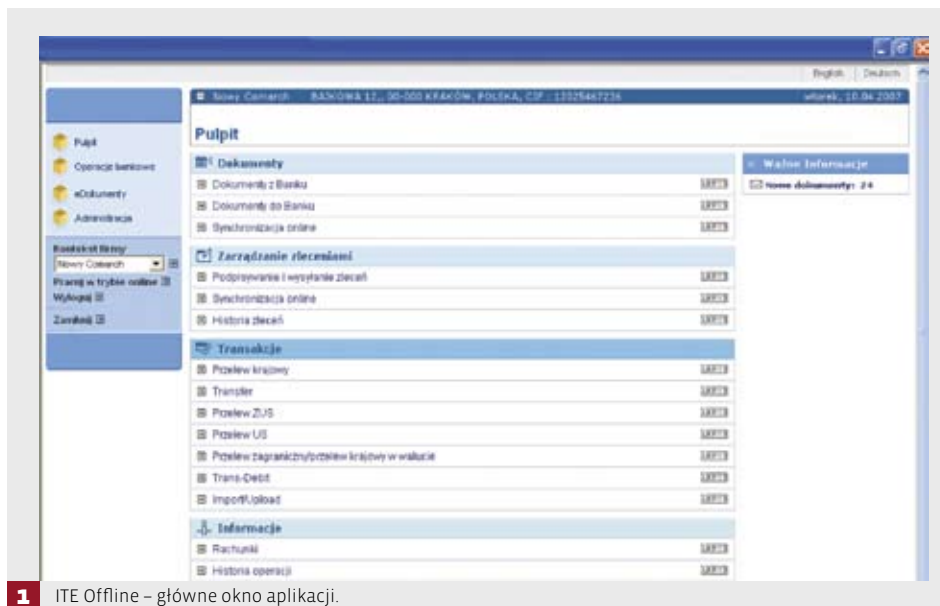 English | Deutsch
Nowy Comarch BAJKOWA 12,, 00-000 KRAKÓW, POLSKA, CIF : 12025467236
wtorek, 10.04.2007
Pulpit
Pulpit
Operacje bankowe
eDokumenty
Administracja
Kontekst firmy
Nowy Comarch
Pracuj w trybie online
Wyloguj
Zamknij
Dokumenty
Dokumenty z Banku
Dokumenty do Banku
Synchronizacja online
Zarządzanie zleceniami
Podpisywanie i wysyłanie zleceń
Synchronizacja online
Historia zleceń
Transakcje
Przelew krajowy
Transfer
Przelew ZUS
Przelew US
Przelew zagraniczny/przelew krajowy w walucie
Trans-Debit
Import/Upload
Informacje
Rachunki
Historia operacji
Ważne Informacje
Nowe dokumenty: 24
1 ITE Offline – główne okno aplikacji.